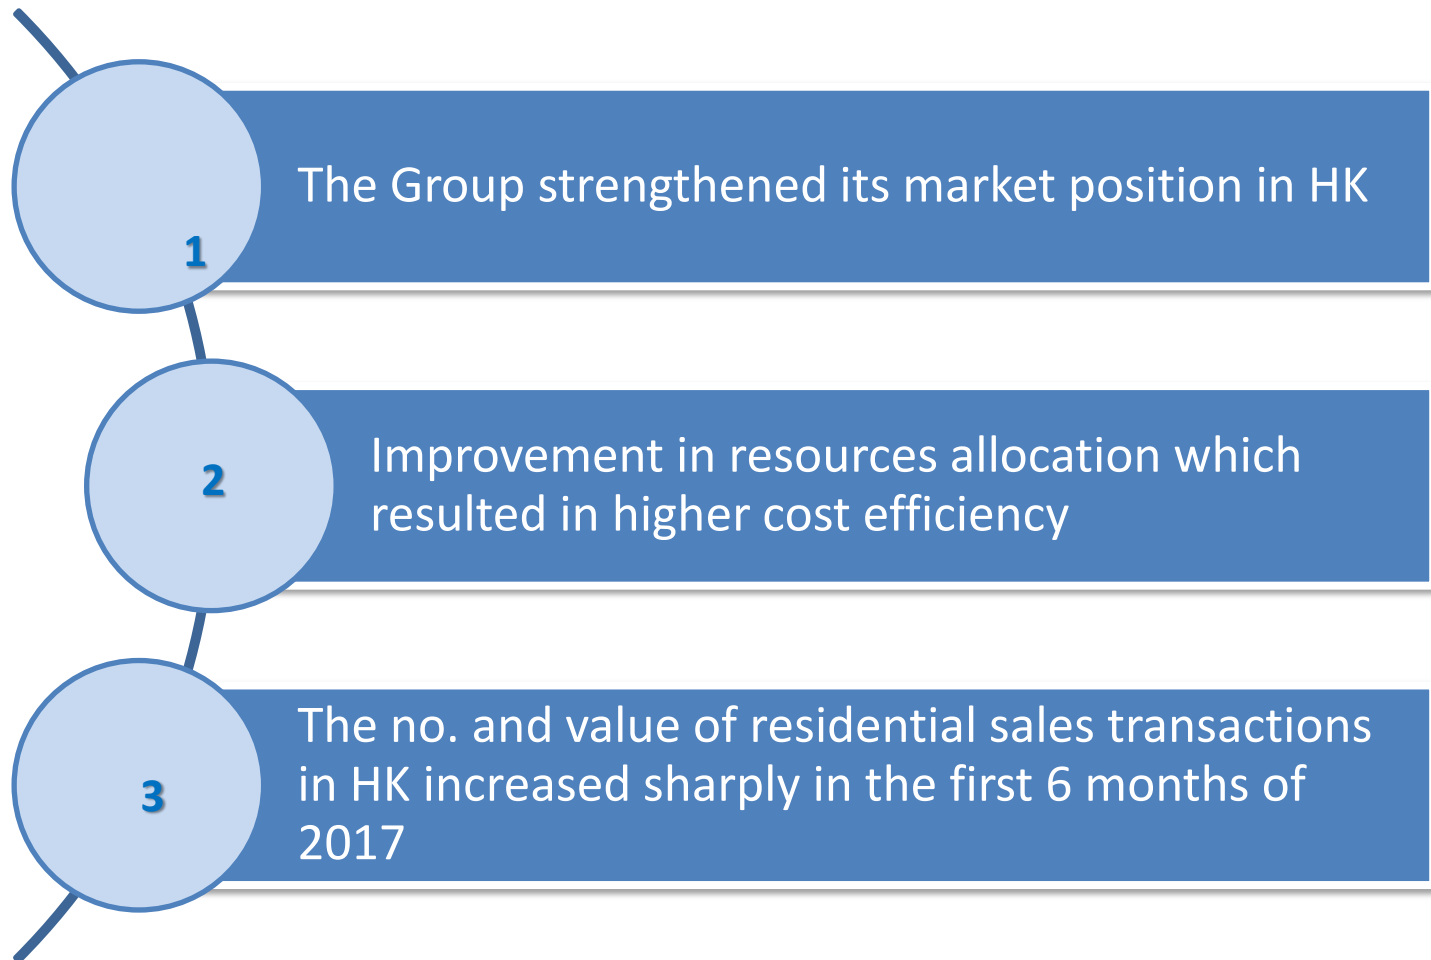 1
The Group strengthened its market position in HK
2
Improvement in resources allocation which
resulted in higher cost efficiency
3
The no. and value of residential sales transactions
in HK increased sharply in the first 6 months of
2017